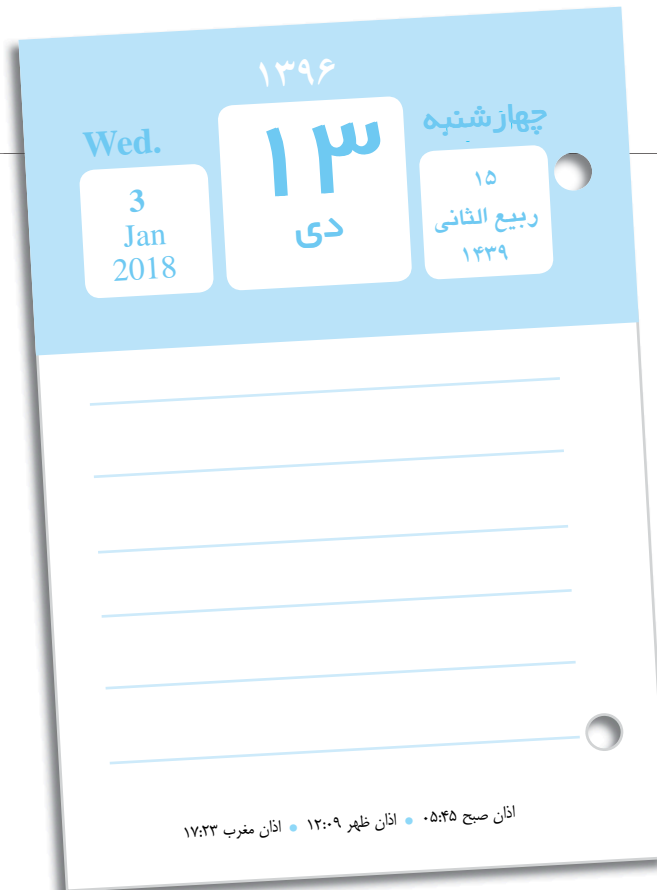 ۱۳۹۶
چهارشنبه
۱۵
ربیع الثانی
۱۴۳۹
۱۳
دی
Wed.
3
Jan
2018
اذان صبح ۰۵:۴۵ • اذان ظهر ۱۲:۰۹ • اذان مغرب ۱۷:۲۳